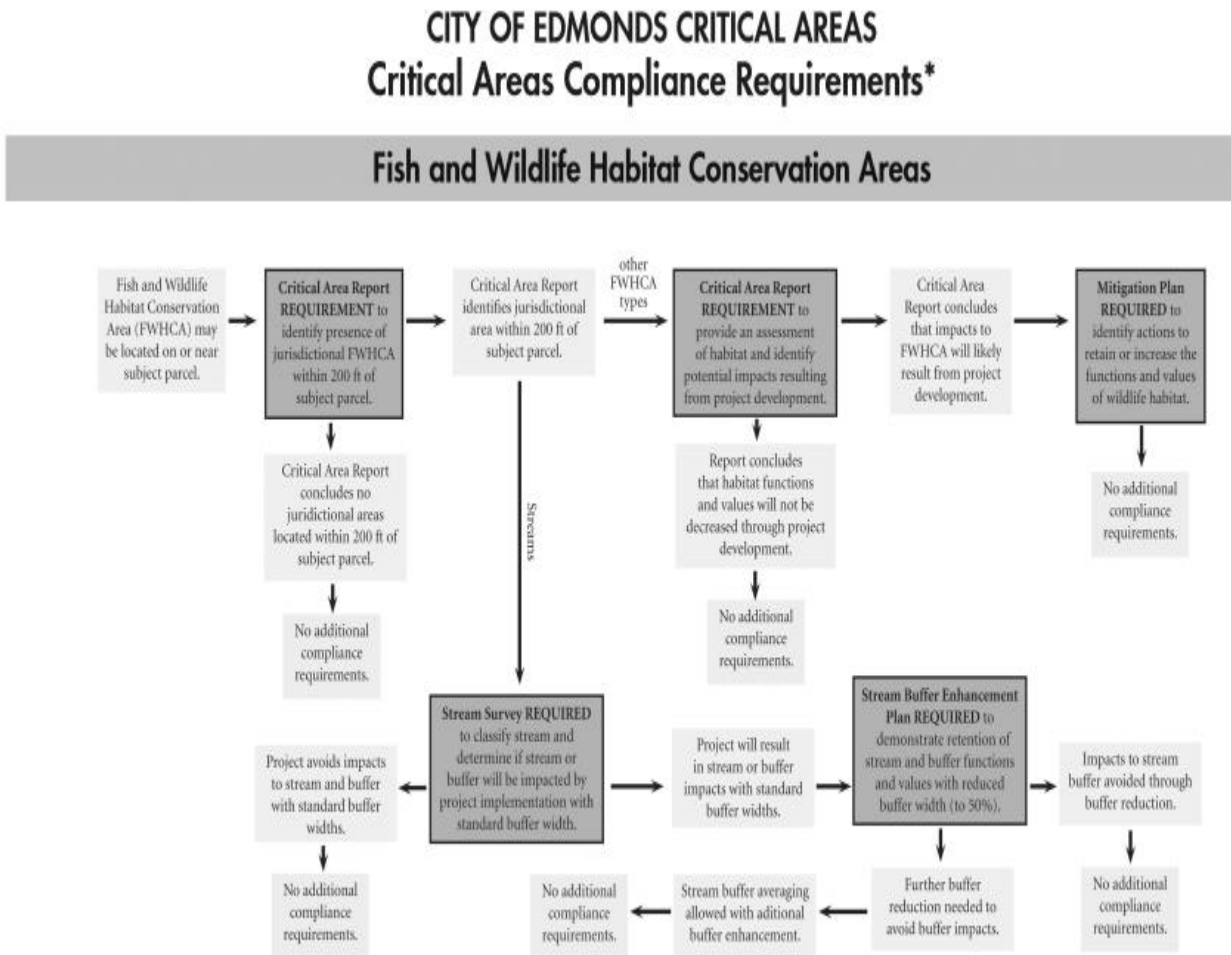 CITY OF EDMONDS CRITICAL AREAS
Critical Areas Compliance Requirements*
Fish and Wildlife Habitat Conservation Areas
Fish and Wildlife
Habitat Conservation
Area (FWHCA) may
be located on or near
subject parcel.
Critical Area Report
REQUIREMENT to
identify presence of
jurisdictional FWHCA
within 200 ft of
subject parcel.
Critical Area Report
identifies jurisdictional
area within 200 ft of
subject parcel.
other
FWHCA
types
Critical Area Report
REQUIREMENT to
provide an assessment
of habitat and identify
potential impacts resulting
from project development.
Critical Area
Report concludes
that impacts to
FWHCA will likely
result from project
development.
Mitigation Plan
REQUIRED to
identify actions to
retain or increase the
functions and values
of wildlife habitat.
Critical Area Report
concludes no
juridictional areas
located within 200 ft of
subject parcel.
Streams
Report concludes
that habitat functions
and values will not be
decreased through project
development.
No additional
compliance
requirements.
No additional
compliance
requirements.
No additional
compliance
requirements.
Stream Survey REQUIRED
to classify stream and
determine if stream or
buffer will be impacted by
project implementation with
standard buffer width.
Project avoids impacts
to stream and buffer
with standard buffer
widths.
Project will result
in stream or buffer
impacts with standard
buffer widths.
Stream Buffer Enhancement
Plan REQUIRED to
demonstrate retention of
stream and buffer functions
and values with reduced
buffer width (to 50%).
Impacts to stream
buffer avoided through
buffer reduction.
No additional
compliance
requirements.
No additional
compliance
requirements.
Stream buffer averaging
allowed with aditional
buffer enhancement.
Further buffer
reduction needed to
avoid buffer impacts.
No additional
compliance
requirements.